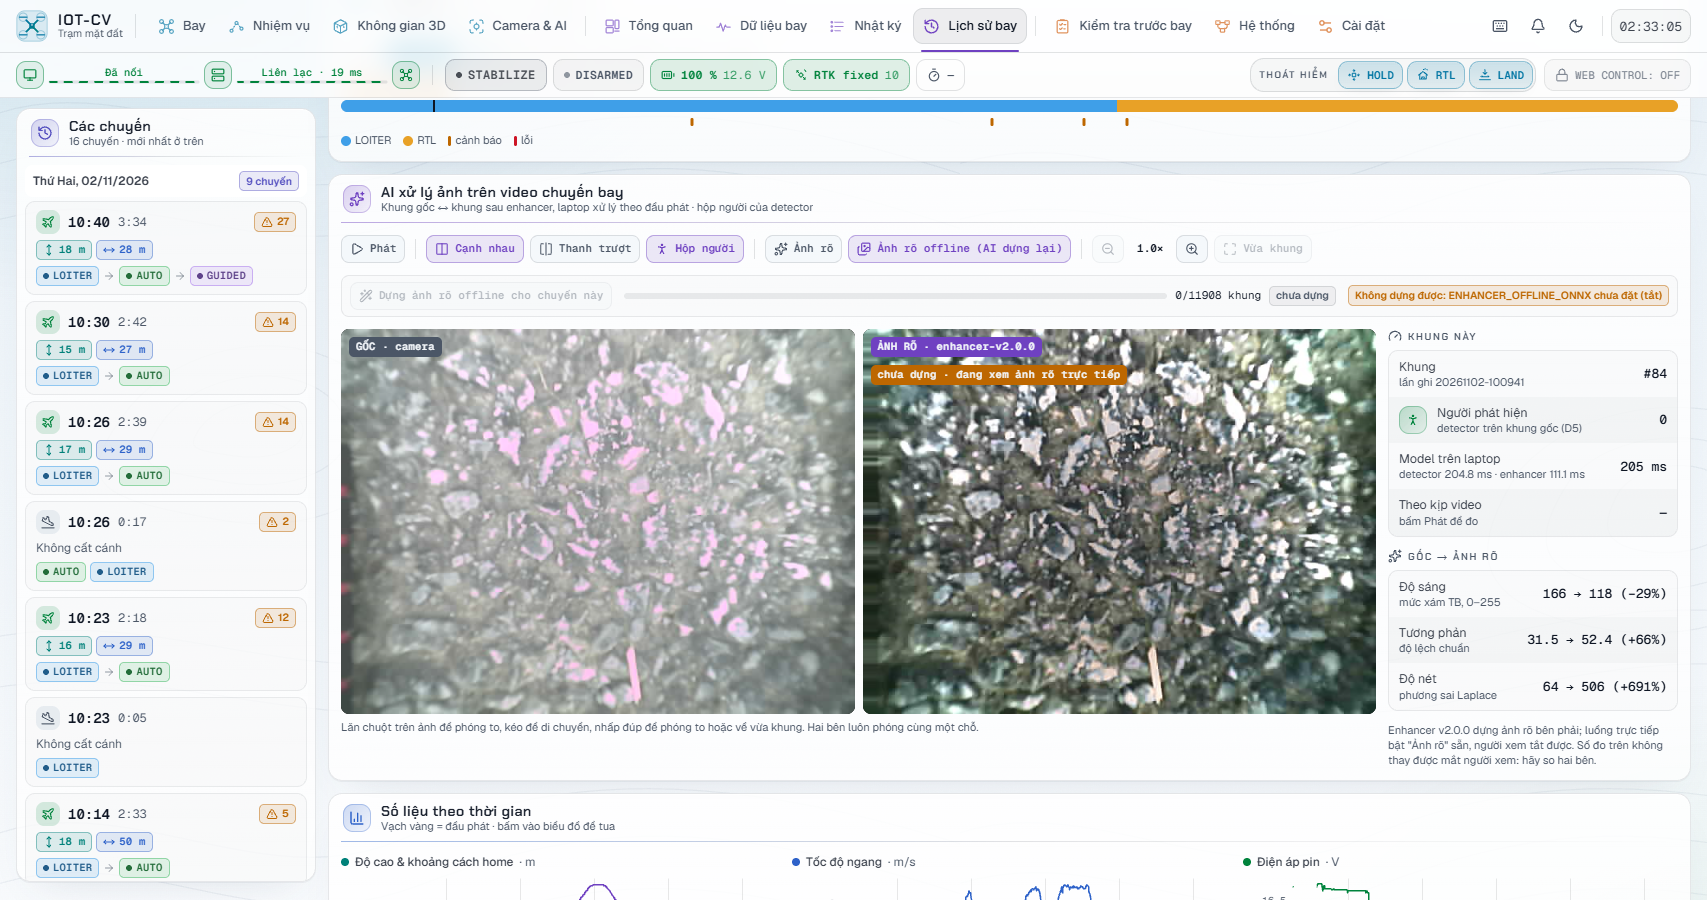 IOT-CV
Trạm mặt đất
Bay
Nhiệm vụ
Không gian 3D
Camera & AI
Tổng quan
Dữ liệu bay
Nhật ký
Lịch sử bay
Kiểm tra trước bay
Hệ thống
Cài đặt
02:33:05
Đã nối
Liên lạc · 19 ms
STABILIZE
DISARMED
100 % 12.6 V
RTK fixed 10
–
THOÁT HIỂM
HOLD
RTL
LAND
WEB CONTROL: OFF
Các chuyến
16 chuyến · mới nhất ở trên
Thứ Hai, 02/11/2026
9 chuyến
10:40 3:34
27
18 m
28 m
LOITER → AUTO → GUIDED
10:30 2:42
14
15 m
27 m
LOITER → AUTO
10:26 2:39
14
17 m
29 m
LOITER → AUTO
10:26 0:17
2
Không cất cánh
AUTO
LOITER
10:23 2:18
12
16 m
29 m
LOITER → AUTO
10:23 0:05
Không cất cánh
LOITER
10:14 2:33
5
18 m
50 m
LOITER → AUTO
LOITER
RTL
cảnh báo
lỗi
AI xử lý ảnh trên video chuyến bay
Khung gốc ↔ khung sau enhancer, laptop xử lý theo đầu phát · hộp người của detector
Phát
Cạnh nhau
Thanh trượt
Hộp người
Ảnh rõ
Ảnh rõ offline (AI dựng lại)
1.0×
Vừa khung
Dựng ảnh rõ offline cho chuyến này
0/11908 khung
chưa dựng
Không dựng được: ENHANCER_OFFLINE_ONNX chưa đặt (tắt)
GỐC · camera
ẢNH RÕ · enhancer-v2.0.0
chưa dựng · đang xem ảnh rõ trực tiếp
Lăn chuột trên ảnh để phóng to, kéo để di chuyển, nhấp đúp để phóng to hoặc về vừa khung. Hai bên luôn phóng cùng một chỗ.
KHUNG NÀY
Khung
lần ghi 20261102-100941
#84
Người phát hiện
detector trên khung gốc (D5)
0
Model trên laptop
detector 204.8 ms · enhancer 111.1 ms
205 ms
Theo kịp video
bấm Phát để đo
–
GỐC → ẢNH RÕ
Độ sáng
mức xám TB, 0–255
166 → 118 (−29%)
Tương phản
độ lệch chuẩn
31.5 → 52.4 (+66%)
Độ nét
phương sai Laplace
64 → 506 (+691%)
Enhancer v2.0.0 dựng ảnh rõ bên phải; luồng trực tiếp
bật "Ảnh rõ" sẵn, người xem tắt được. Số đo trên không
thay được mắt người xem: hãy so hai bên.
Số liệu theo thời gian
Vạch vàng = đầu phát · bấm vào biểu đồ để tua
Độ cao & khoảng cách home · m
Tốc độ ngang · m/s
Điện áp pin · V